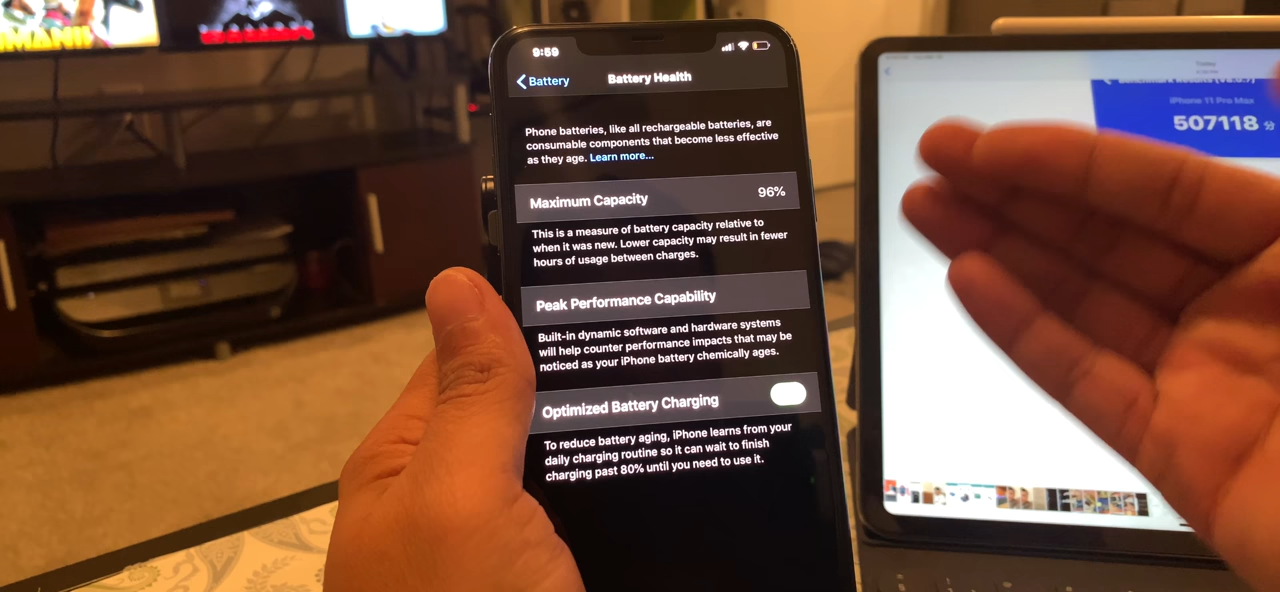 9:59
Battery
Battery Health
Phone batteries, like all rechargeable batteries, are
consumable components that become less effective
as they age. Learn more...
Maximum Capacity 96%
This is a measure of battery capacity relative to
when it was new. Lower capacity may result in fewer
hours of usage between charges.
Peak Performance Capability
Built-in dynamic software and hardware systems
will help counter performance impacts that may be
noticed as your iPhone battery chemically ages.
Optimized Battery Charging
To reduce battery aging, iPhone learns from your
daily charging routine so it can wait to finish
charging past 80% until you need to use it.
iPhone 11 Pro Max
507118 分